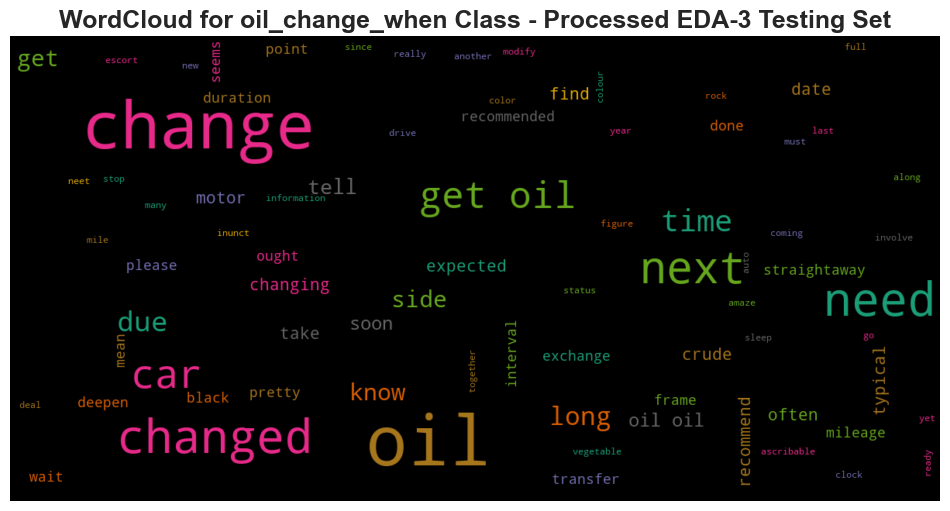 WordCloud for oil_change_when Class - Processed EDA-3 Testing Set
get
escort
new
seems
point
since
really
another
modify
full
duration
color
find
colour
date
rock
change
recommended
drive
year
done
must
last
neet
stop
many
motor
information
tell
get oil
time
along
figure
mile
inunct
coming
involve
please
ought
changing
expected
next
auto
straightaway
side
status
amaze
need
due
mean
take
soon
interval
exchange
crude
sleep
go
typical
car
together
deal
deepen
black
pretty
know
long
frame
oil oil
recommend
often
mileage
yet
changed
oil
vegetable
ascribable
ready
wait
transfer
clock